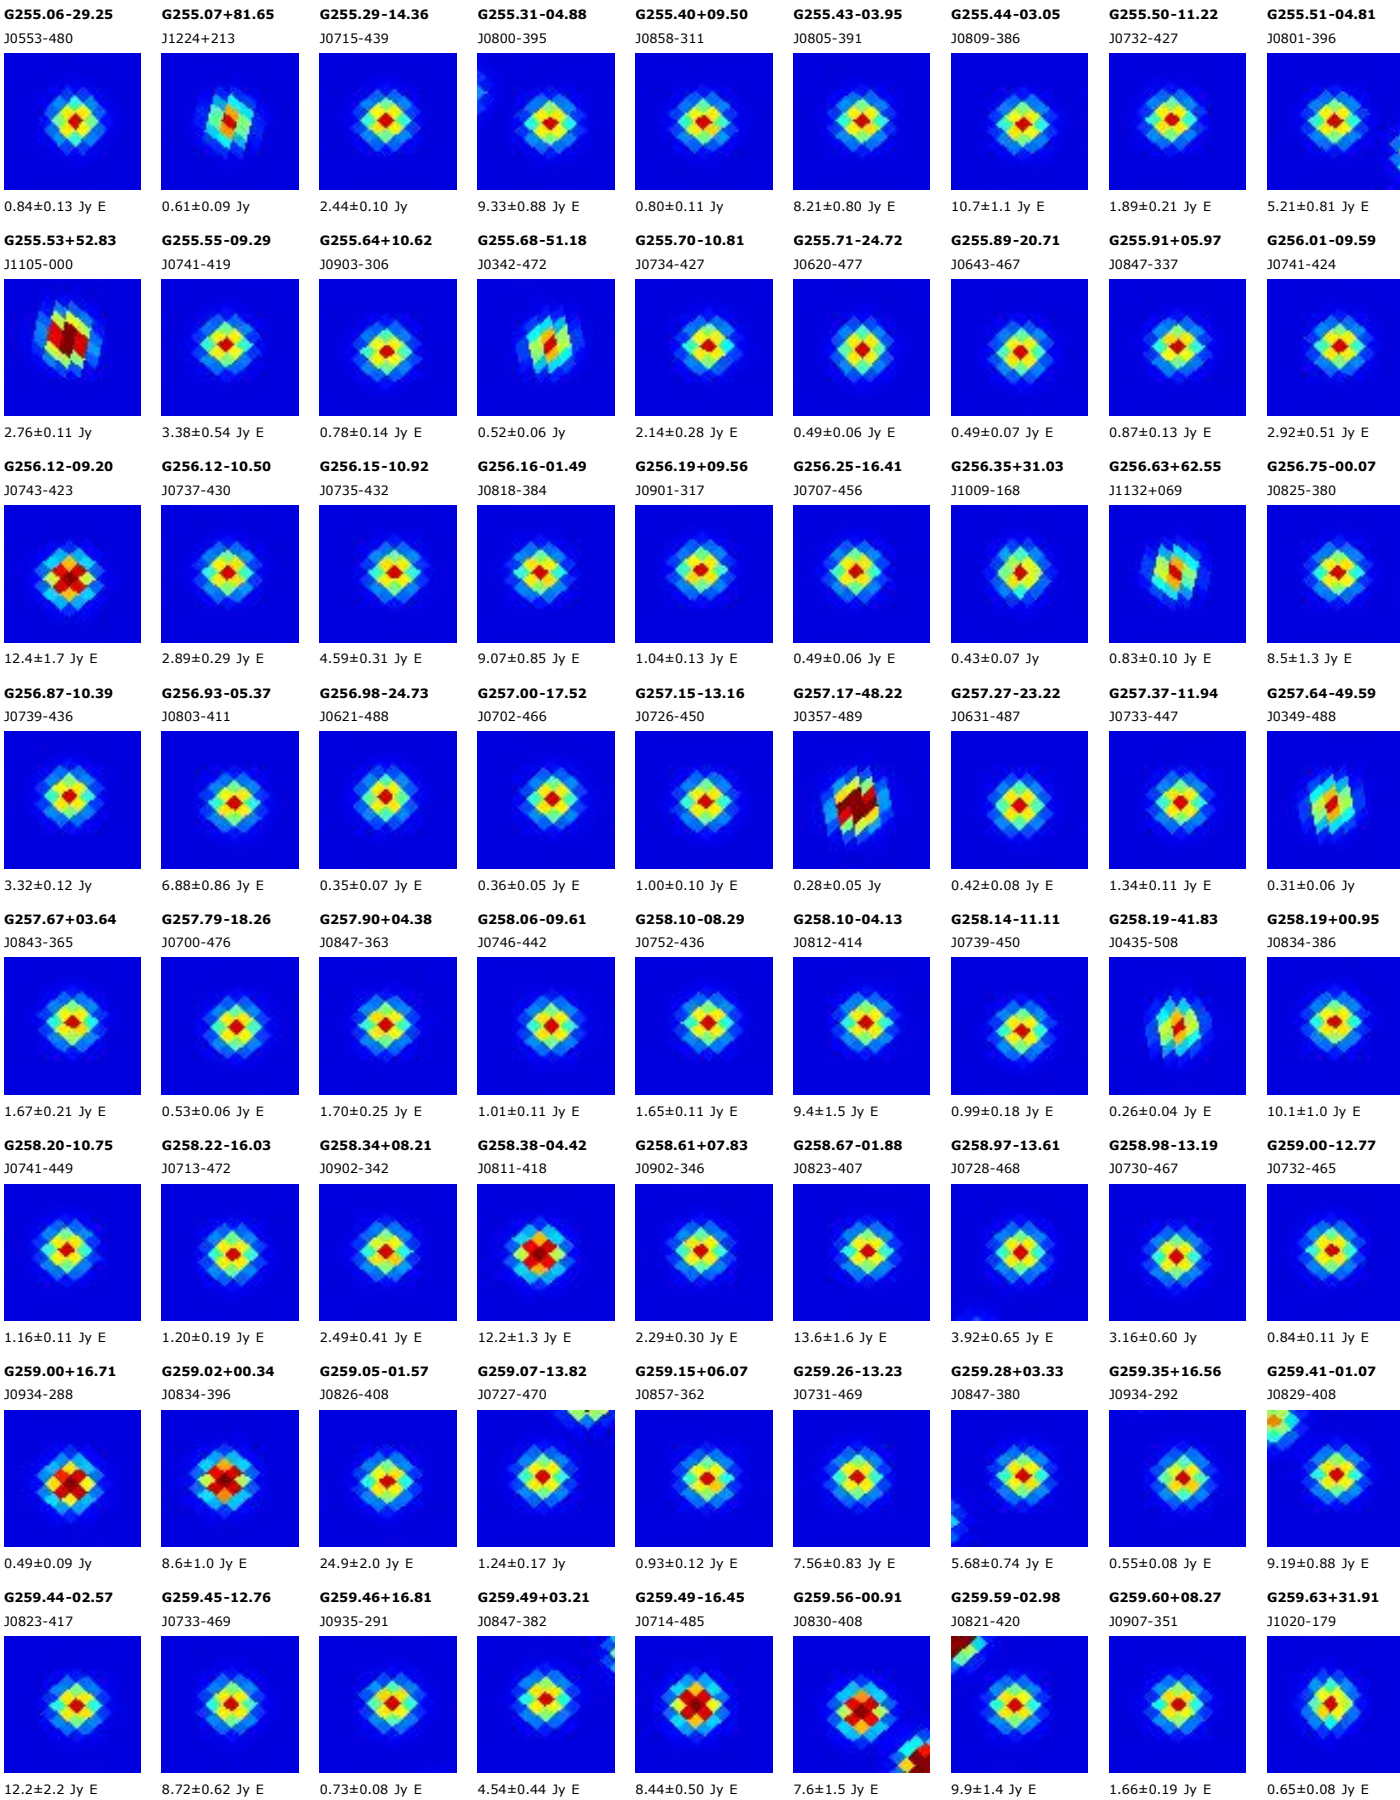 G255.06-29.25 G255.07+81.65 G255.29-14.36 G255.31-04.88 G255.40+09.50 G255.43-03.95 G255.44-03.05 G255.50-11.22 G255.51-04.81
J0553-480 J1224+213 J0715-439 J0800-395 J0858-311 J0805-391 J0809-386 J0732-427 J0801-396
0.84±0.13 Jy E 0.61±0.09 Jy 2.44±0.10 Jy 9.33±0.88 Jy E 0.80±0.11 Jy 8.21±0.80 Jy E 10.7±1.1 Jy E 1.89±0.21 Jy E 5.21±0.81 Jy E
G255.53+52.83 G255.55-09.29 G255.64+10.62 G255.68-51.18 G255.70-10.81 G255.71-24.72 G255.89-20.71 G255.91+05.97 G256.01-09.59
J1105-000 J0741-419 J0903-306 J0342-472 J0734-427 J0620-477 J0643-467 J0847-337 J0741-424
2.76±0.11 Jy 3.38±0.54 Jy E 0.78±0.14 Jy E 0.52±0.06 Jy 2.14±0.28 Jy E 0.49±0.06 Jy E 0.49±0.07 Jy E 0.87±0.13 Jy E 2.92±0.51 Jy E
G256.12-09.20 G256.12-10.50 G256.15-10.92 G256.16-01.49 G256.19+09.56 G256.25-16.41 G256.35+31.03 G256.63+62.55 G256.75-00.07
J0743-423 J0737-430 J0735-432 J0818-384 J0901-317 J0707-456 J1009-168 J1132+069 J0825-380
12.4±1.7 Jy E 2.89±0.29 Jy E 4.59±0.31 Jy E 9.07±0.85 Jy E 1.04±0.13 Jy E 0.49±0.06 Jy E 0.43±0.07 Jy 0.83±0.10 Jy E 8.5±1.3 Jy E
G256.87-10.39 G256.93-05.37 G256.98-24.73 G257.00-17.52 G257.15-13.16 G257.17-48.22 G257.27-23.22 G257.37-11.94 G257.64-49.59
J0739-436 J0803-411 J0621-488 J0702-466 J0726-450 J0357-489 J0631-487 J0733-447 J0349-488
3.32±0.12 Jy 6.88±0.86 Jy E 0.35±0.07 Jy E 0.36±0.05 Jy E 1.00±0.10 Jy E 0.28±0.05 Jy 0.42±0.08 Jy E 1.34±0.11 Jy E 0.31±0.06 Jy
G257.67+03.64 G257.79-18.26 G257.90+04.38 G258.06-09.61 G258.10-08.29 G258.10-04.13 G258.14-11.11 G258.19-41.83 G258.19+00.95
J0843-365 J0700-476 J0847-363 J0746-442 J0752-436 J0812-414 J0739-450 J0435-508 J0834-386
1.67±0.21 Jy E 0.53±0.06 Jy E 1.70±0.25 Jy E 1.01±0.11 Jy E 1.65±0.11 Jy E 9.4±1.5 Jy E 0.99±0.18 Jy E 0.26±0.04 Jy E 10.1±1.0 Jy E
G258.20-10.75 G258.22-16.03 G258.34+08.21 G258.38-04.42 G258.61+07.83 G258.67-01.88 G258.97-13.61 G258.98-13.19 G259.00-12.77
J0741-449 J0713-472 J0902-342 J0811-418 J0902-346 J0823-407 J0728-468 J0730-467 J0732-465
1.16±0.11 Jy E 1.20±0.19 Jy E 2.49±0.41 Jy E 12.2±1.3 Jy E 2.29±0.30 Jy E 13.6±1.6 Jy E 3.92±0.65 Jy E 3.16±0.60 Jy 0.84±0.11 Jy E
G259.00+16.71 G259.02+00.34 G259.05-01.57 G259.07-13.82 G259.15+06.07 G259.26-13.23 G259.28+03.33 G259.35+16.56 G259.41-01.07
J0934-288 J0834-396 J0826-408 J0727-470 J0857-362 J0731-469 J0847-380 J0934-292 J0829-408
0.49±0.09 Jy 8.6±1.0 Jy E 24.9±2.0 Jy E 1.24±0.17 Jy 0.93±0.12 Jy E 7.56±0.83 Jy E 5.68±0.74 Jy E 0.55±0.08 Jy E 9.19±0.88 Jy E
G259.44-02.57 G259.45-12.76 G259.46+16.81 G259.49+03.21 G259.49-16.45 G259.56-00.91 G259.59-02.98 G259.60+08.27 G259.63+31.91
J0823-417 J0733-469 J0935-291 J0847-382 J0714-485 J0830-408 J0821-420 J0907-351 J1020-179
12.2±2.2 Jy E 8.72±0.62 Jy E 0.73±0.08 Jy E 4.54±0.44 Jy E 8.44±0.50 Jy E 7.6±1.5 Jy E 9.9±1.4 Jy E 1.66±0.19 Jy E 0.65±0.08 Jy E